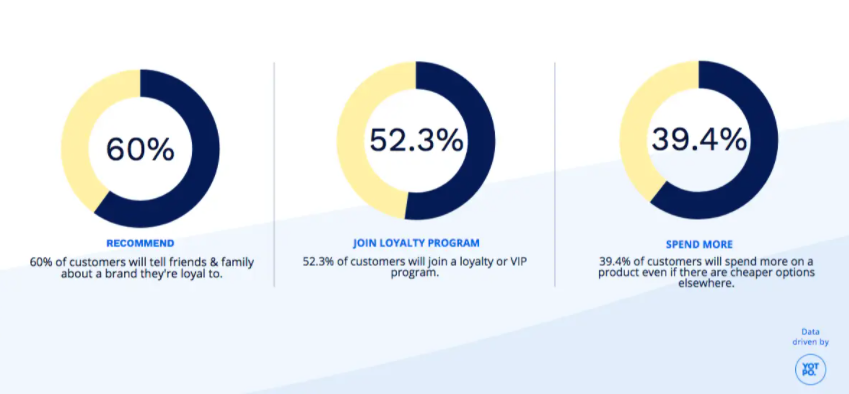 60%
RECOMMEND
60% of customers will tell friends & family
about a brand they're loyal to.
52.3%
JOIN LOYALTY PROGRAM
52.3% of customers will join a loyalty or VIP
program.
39.4%
SPEND MORE
39.4% of customers will spend more on a
product even if there are cheaper options
elsewhere.
Data
driven by
YOT
PO.